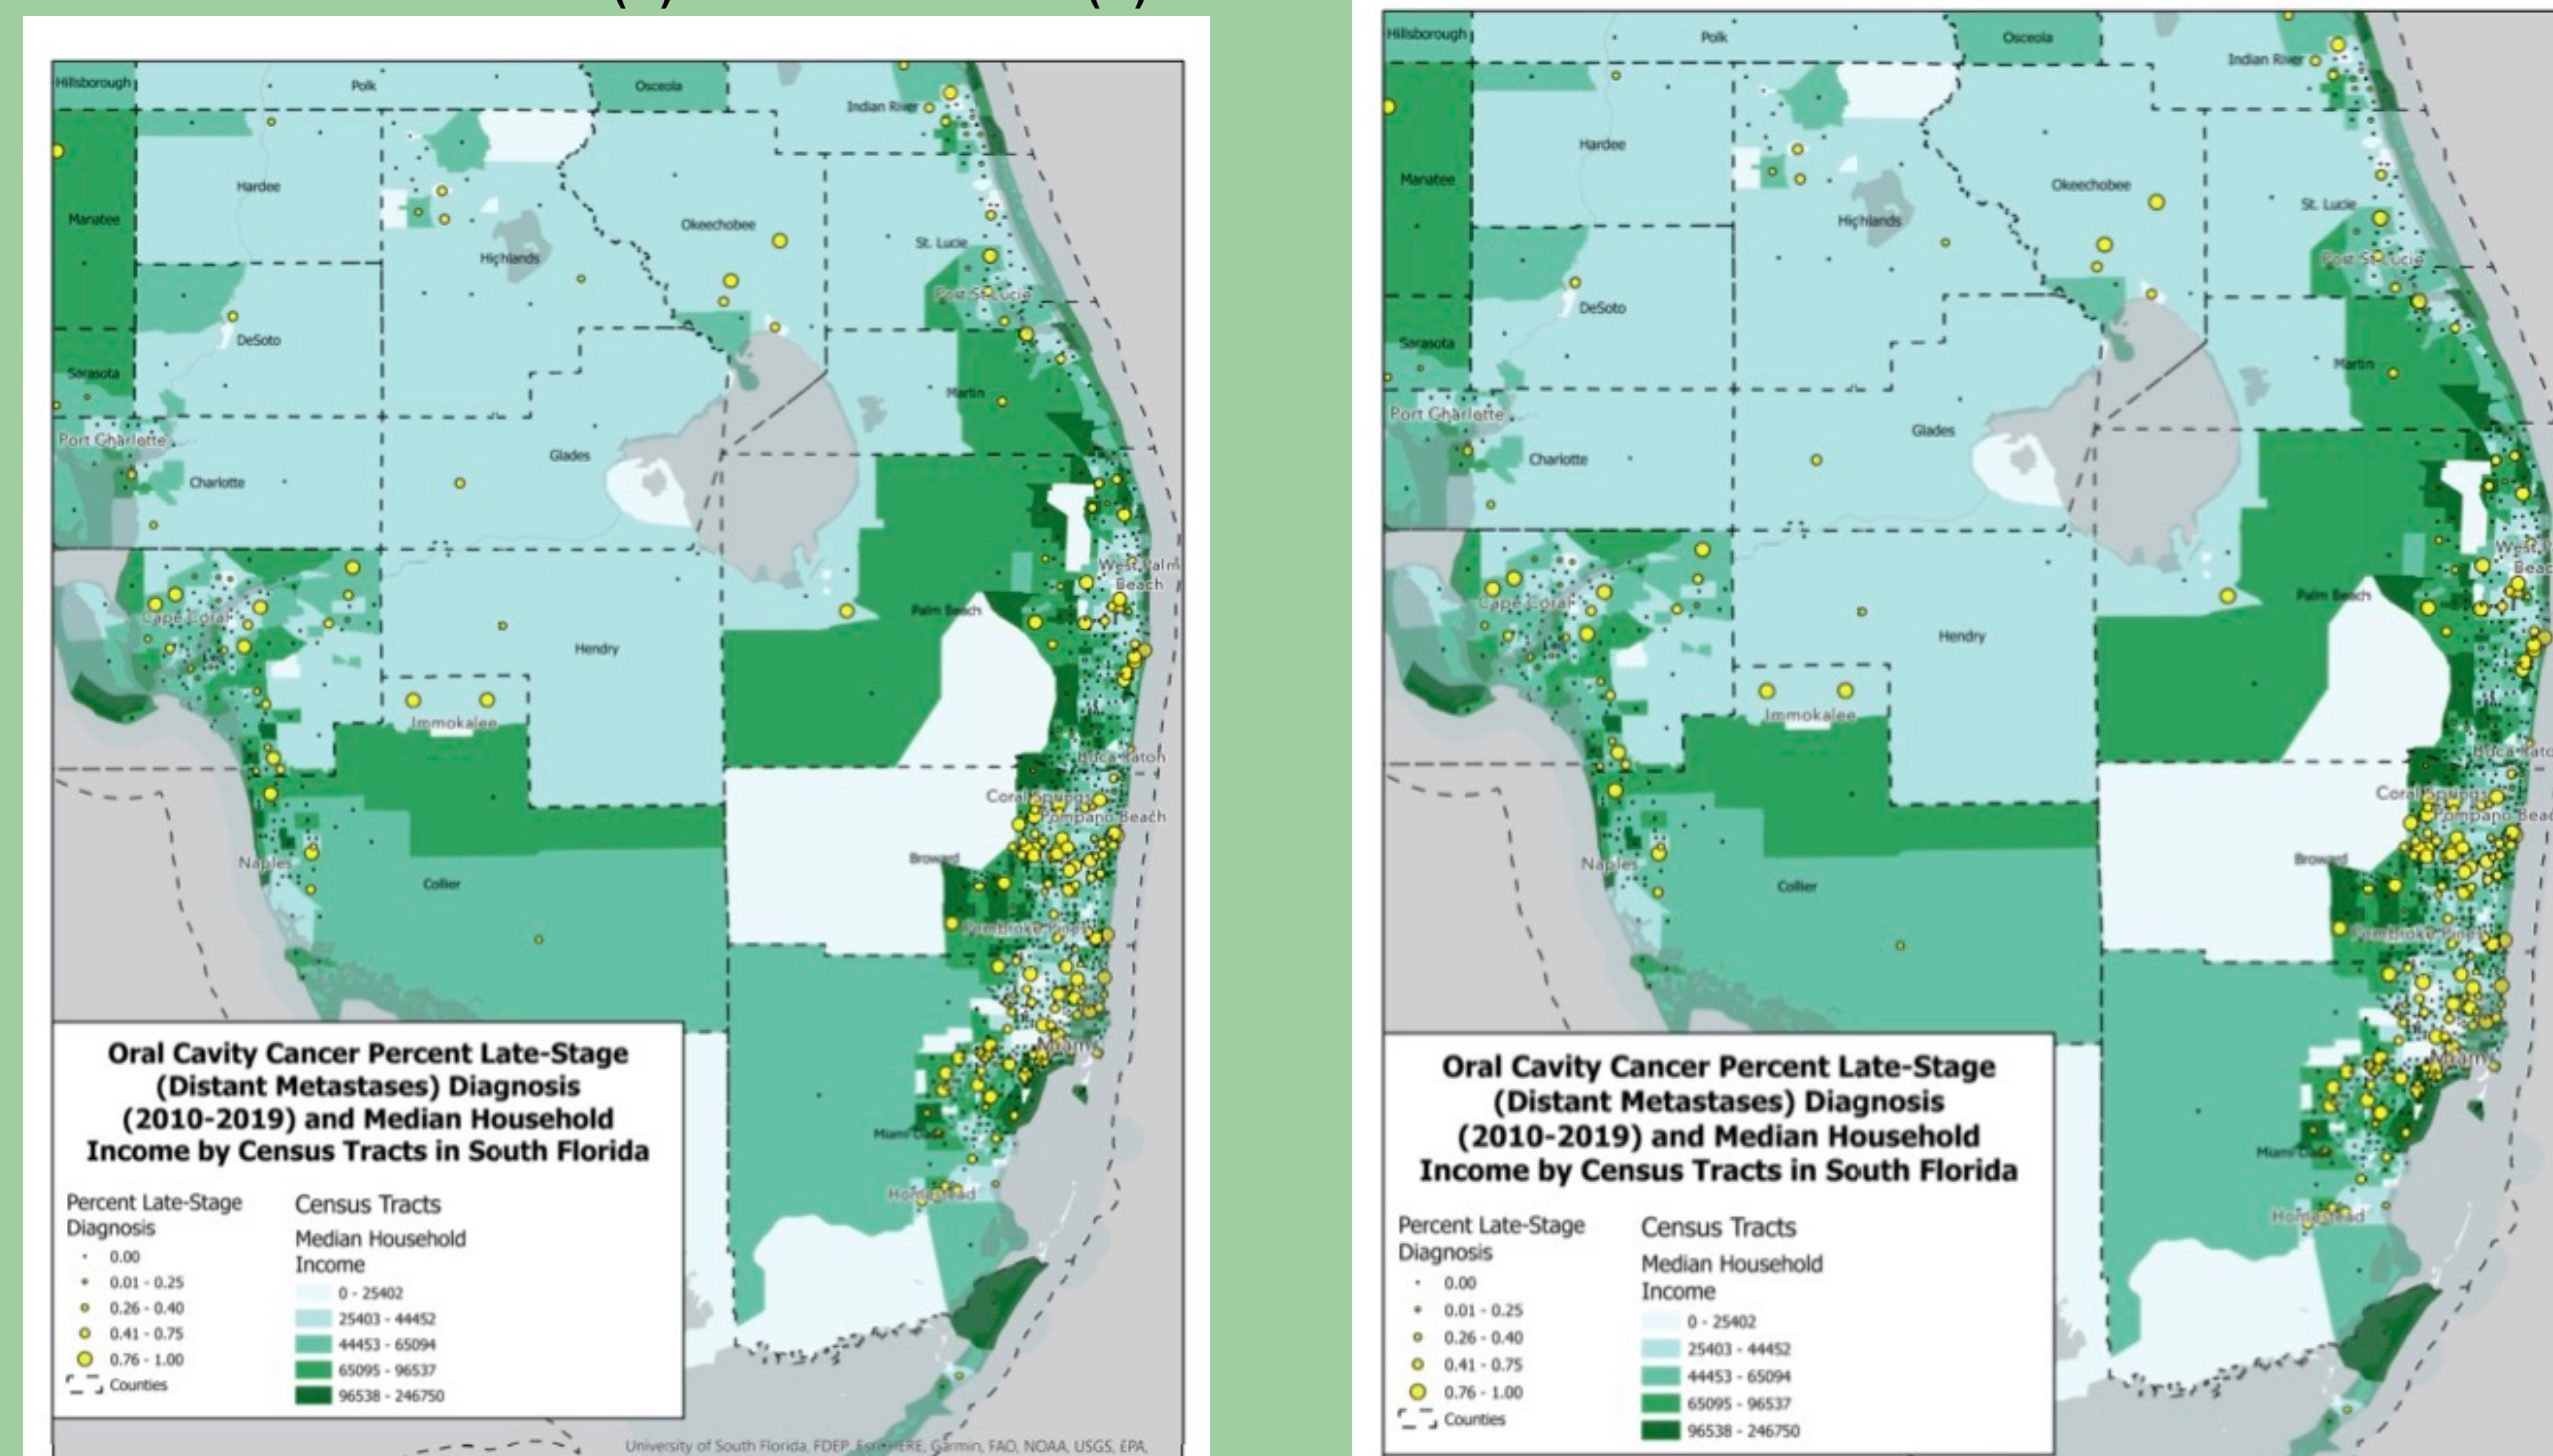 Hillsborough
Polk
Osceola
Indian River
Hardee
Manatee
Okeechobee
St. Lucie
Highlands
Port St Lucie
DeSoto
Sarasota
Martin
Port Charlotte
Glades
Charlotte
West Palm
Beach
Cape Coral
Palm Beach
Hendry
Immokalee
Boca Raton
Coral Springs
Pompano Beach
Broward
Naples
Collier
Pembroke Pines
Miami
Miami-Dade
Homestead
Oral Cavity Cancer Percent Late-Stage
(Distant Metastases) Diagnosis
(2010-2019) and Median Household
Income by Census Tracts in South Florida
Percent Late-Stage
Diagnosis
0.00
0.01 - 0.25
0.26 - 0.40
0.41 - 0.75
0.76 - 1.00
Counties
Census Tracts
Median Household
Income
0 - 25402
25403 - 44452
44453 - 65094
65095 - 96537
96538 - 246750
University of South Florida, FDEP, Esri, HERE, Garmin, FAO, NOAA, USGS, EPA,
Hillsborough
Polk
Osceola
Indian River
Hardee
Manatee
Okeechobee
St. Lucie
Highlands
Port St Lucie
DeSoto
Sarasota
Martin
Port Charlotte
Glades
Charlotte
West P
Beac
Cape Coral
Palm Beach
Hendry
Immokalee
Boca Rato
Coral Springs
Pompano Beac
Broward
Naples
Collier
Pembroke Pines
Miami
Miami-Dade
Homestead
Oral Cavity Cancer Percent Late-Stage
(Distant Metastases) Diagnosis
(2010-2019) and Median Household
Income by Census Tracts in South Florida
Percent Late-Stage
Diagnosis
0.00
0.01 - 0.25
0.26 - 0.40
0.41 - 0.75
0.76 - 1.00
Counties
Census Tracts
Median Household
Income
0 - 25402
25403 - 44452
44453 - 65094
65095 - 96537
96538 - 246750